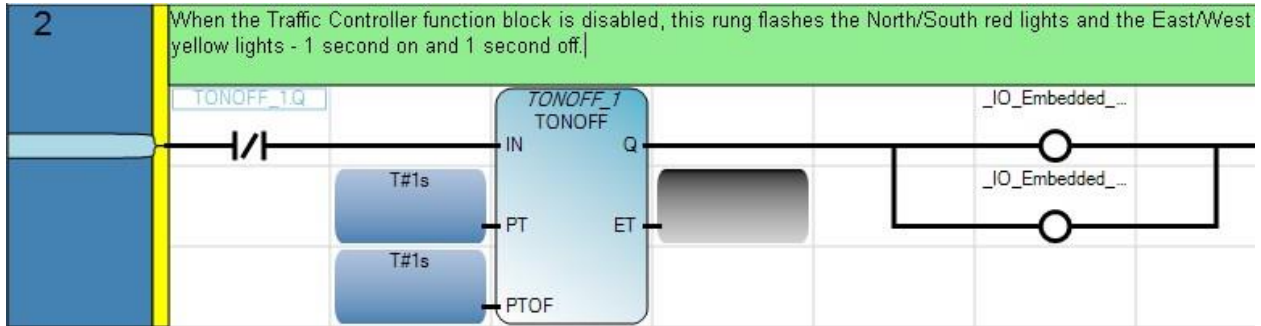 2
When the Traffic Controller function block is disabled, this rung flashes the North/South red lights and the East/West
yellow lights - 1 second on and 1 second off.
TONOFF_1.Q
TONOFF_1
TONOFF
_IO_Embedded_...
IN
Q
T#1s
_IO_Embedded_...
PT
ET
T#1s
PTOF